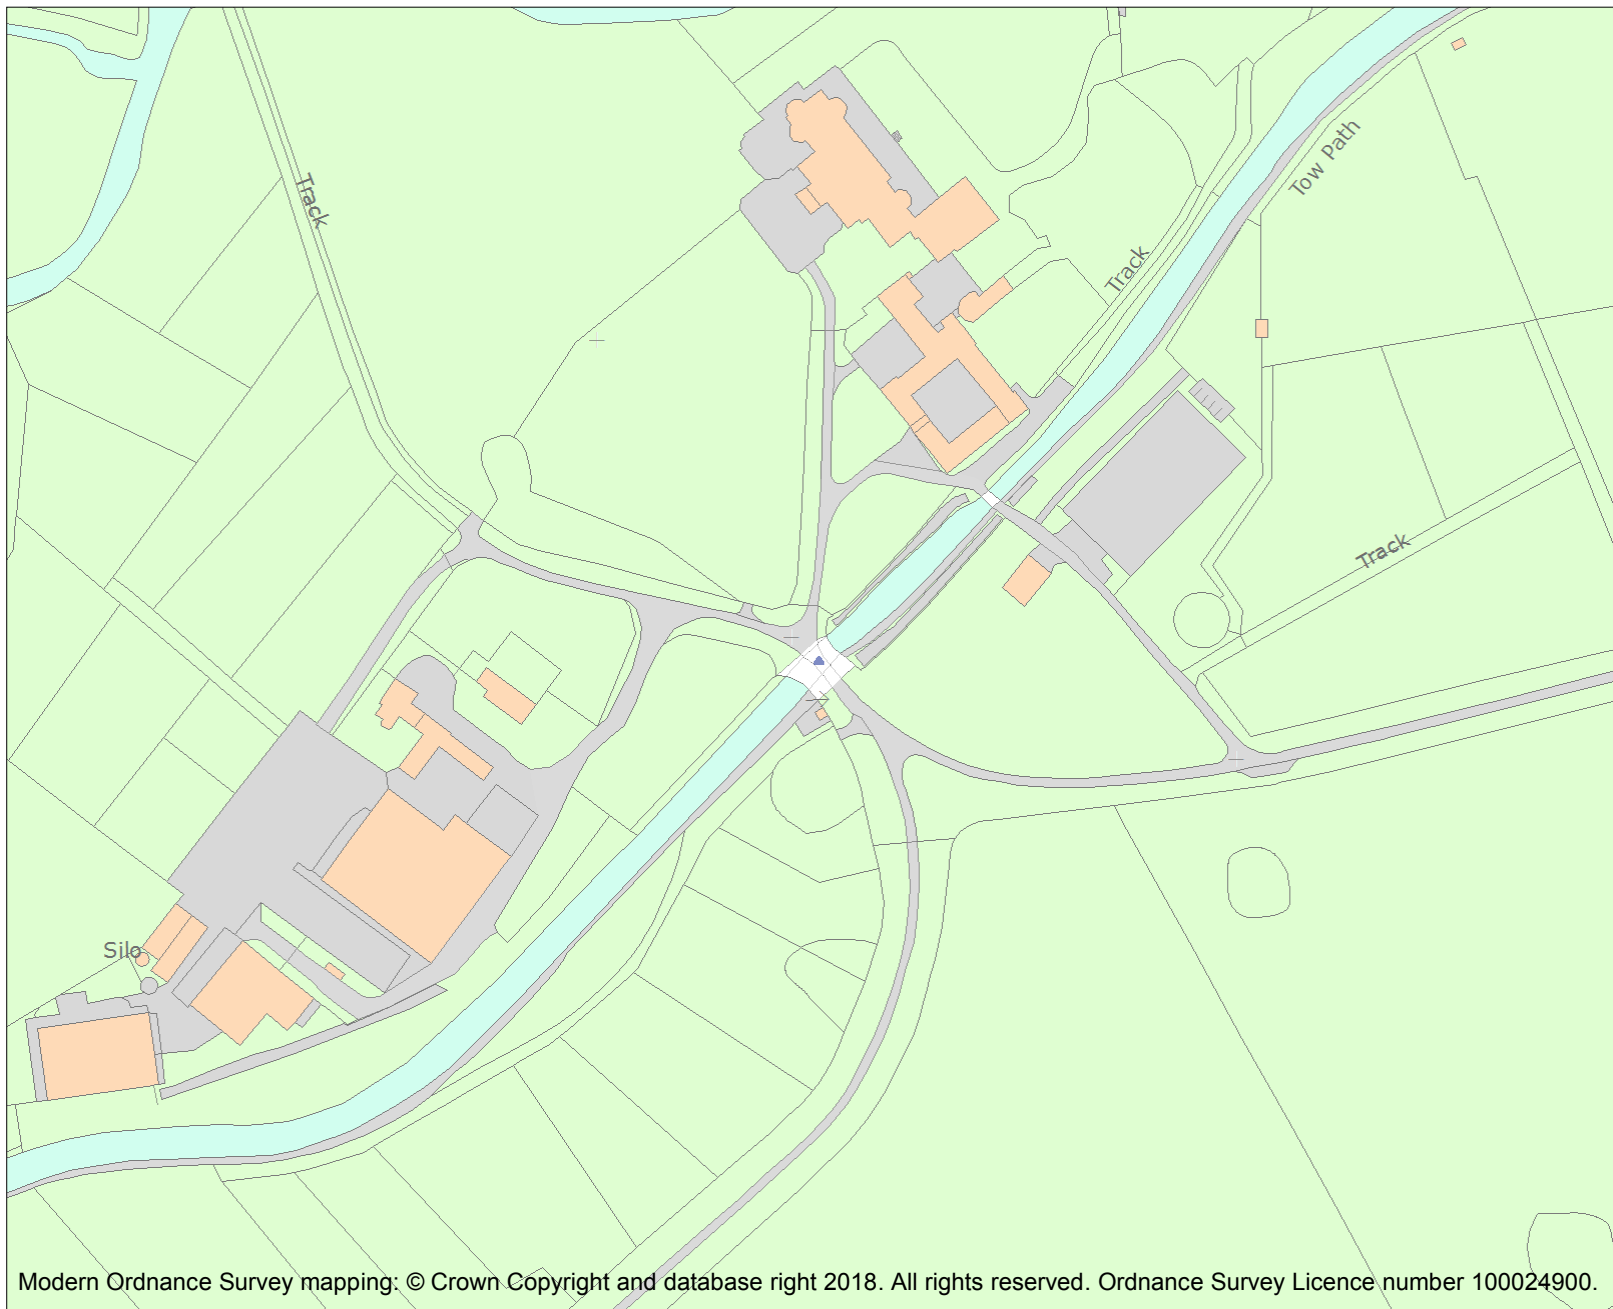 Tow Path
Track
Track
Track
Silo
Modern Ordnance Survey mapping: © Crown Copyright and database right 2018. All rights reserved. Ordnance Survey Licence number 100024900.